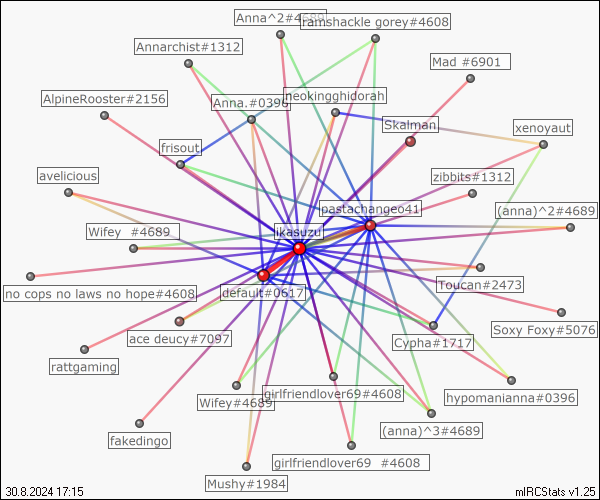 Anna^2#4689
ramshackle gorey#4608
Annarchist#1312
Mad #6901
AlpineRooster#2156
Anna.#0396
neokingghidorah
Skalman
xenoyaut
frisout
avelicious
zibbits#1312
pastachangeo41
(anna)^2#4689
Wifey #4689
ikasuzu
no cops no laws no hope#4608
default#0617
Toucan#2473
Soxy Foxy#5076
ace deucy#7097
Cypha#1717
rattgaming
Wifey#4689
girlfriendlover69#4608
hypomanianna#0396
fakedingo
(anna)^3#4689
girlfriendlover69 #4608
Mushy#1984
30.8.2024 17:15
mIRCStats v1.25